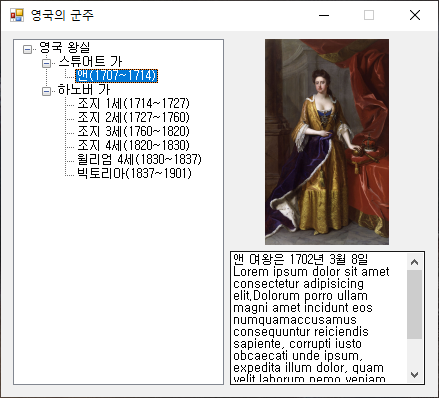 영국의 군주
영국 왕실
스튜어트 가
앤(1707~1714)
하노버 가
조지 1세(1714~1727)
조지 2세(1727~1760)
조지 3세(1760~1820)
조지 4세(1820~1830)
윌리엄 4세(1830~1837)
빅토리아(1837~1901)
앤 여왕은 1702년 3월 8일
Lorem ipsum dolor sit amet
consectetur adipisicing
elit,Dolorum porro ullam
magni amet incidunt eos
numquamaccusamus
consequuntur reiciendis
sapiente, corrupti iusto
obcaecati unde ipsum,
expedita illum dolor, quam
velit laborum nemo veniam